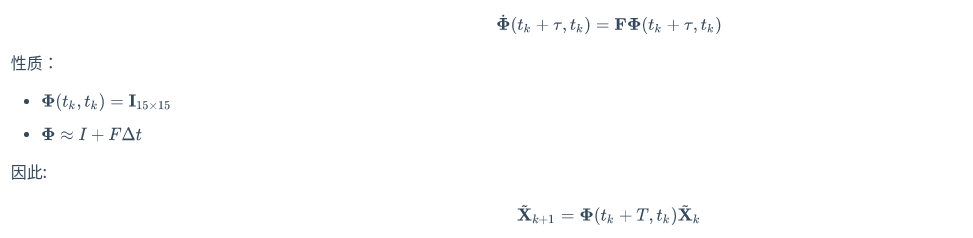 Φ̇(t_k + τ, t_k) = FΦ(t_k + τ, t_k)
性质：
• Φ(t_k, t_k) = I_{15×15}
• Φ ≈ I + FΔt
因此:
X̃_{k+1} = Φ(t_k + T, t_k)X̃_k